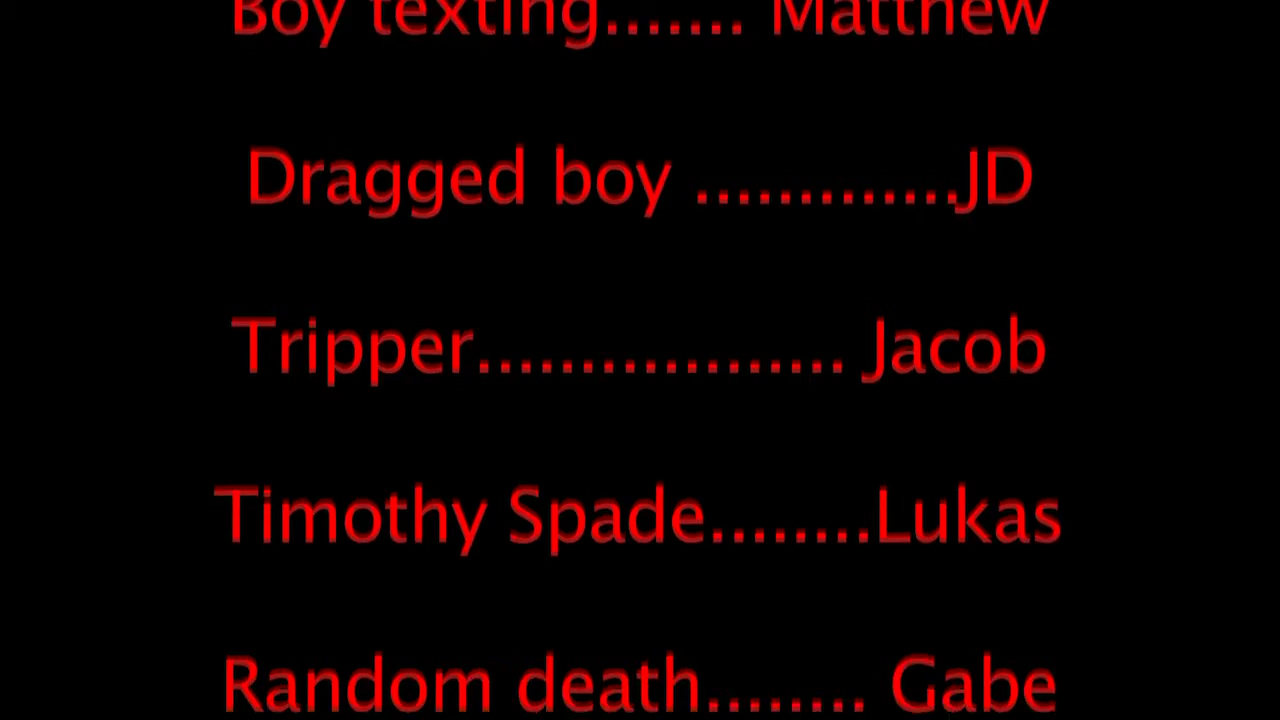 Boy texting....... Matthew
Dragged boy .............JD
Tripper.................. Jacob
Timothy Spade........Lukas
Random death........ Gabe